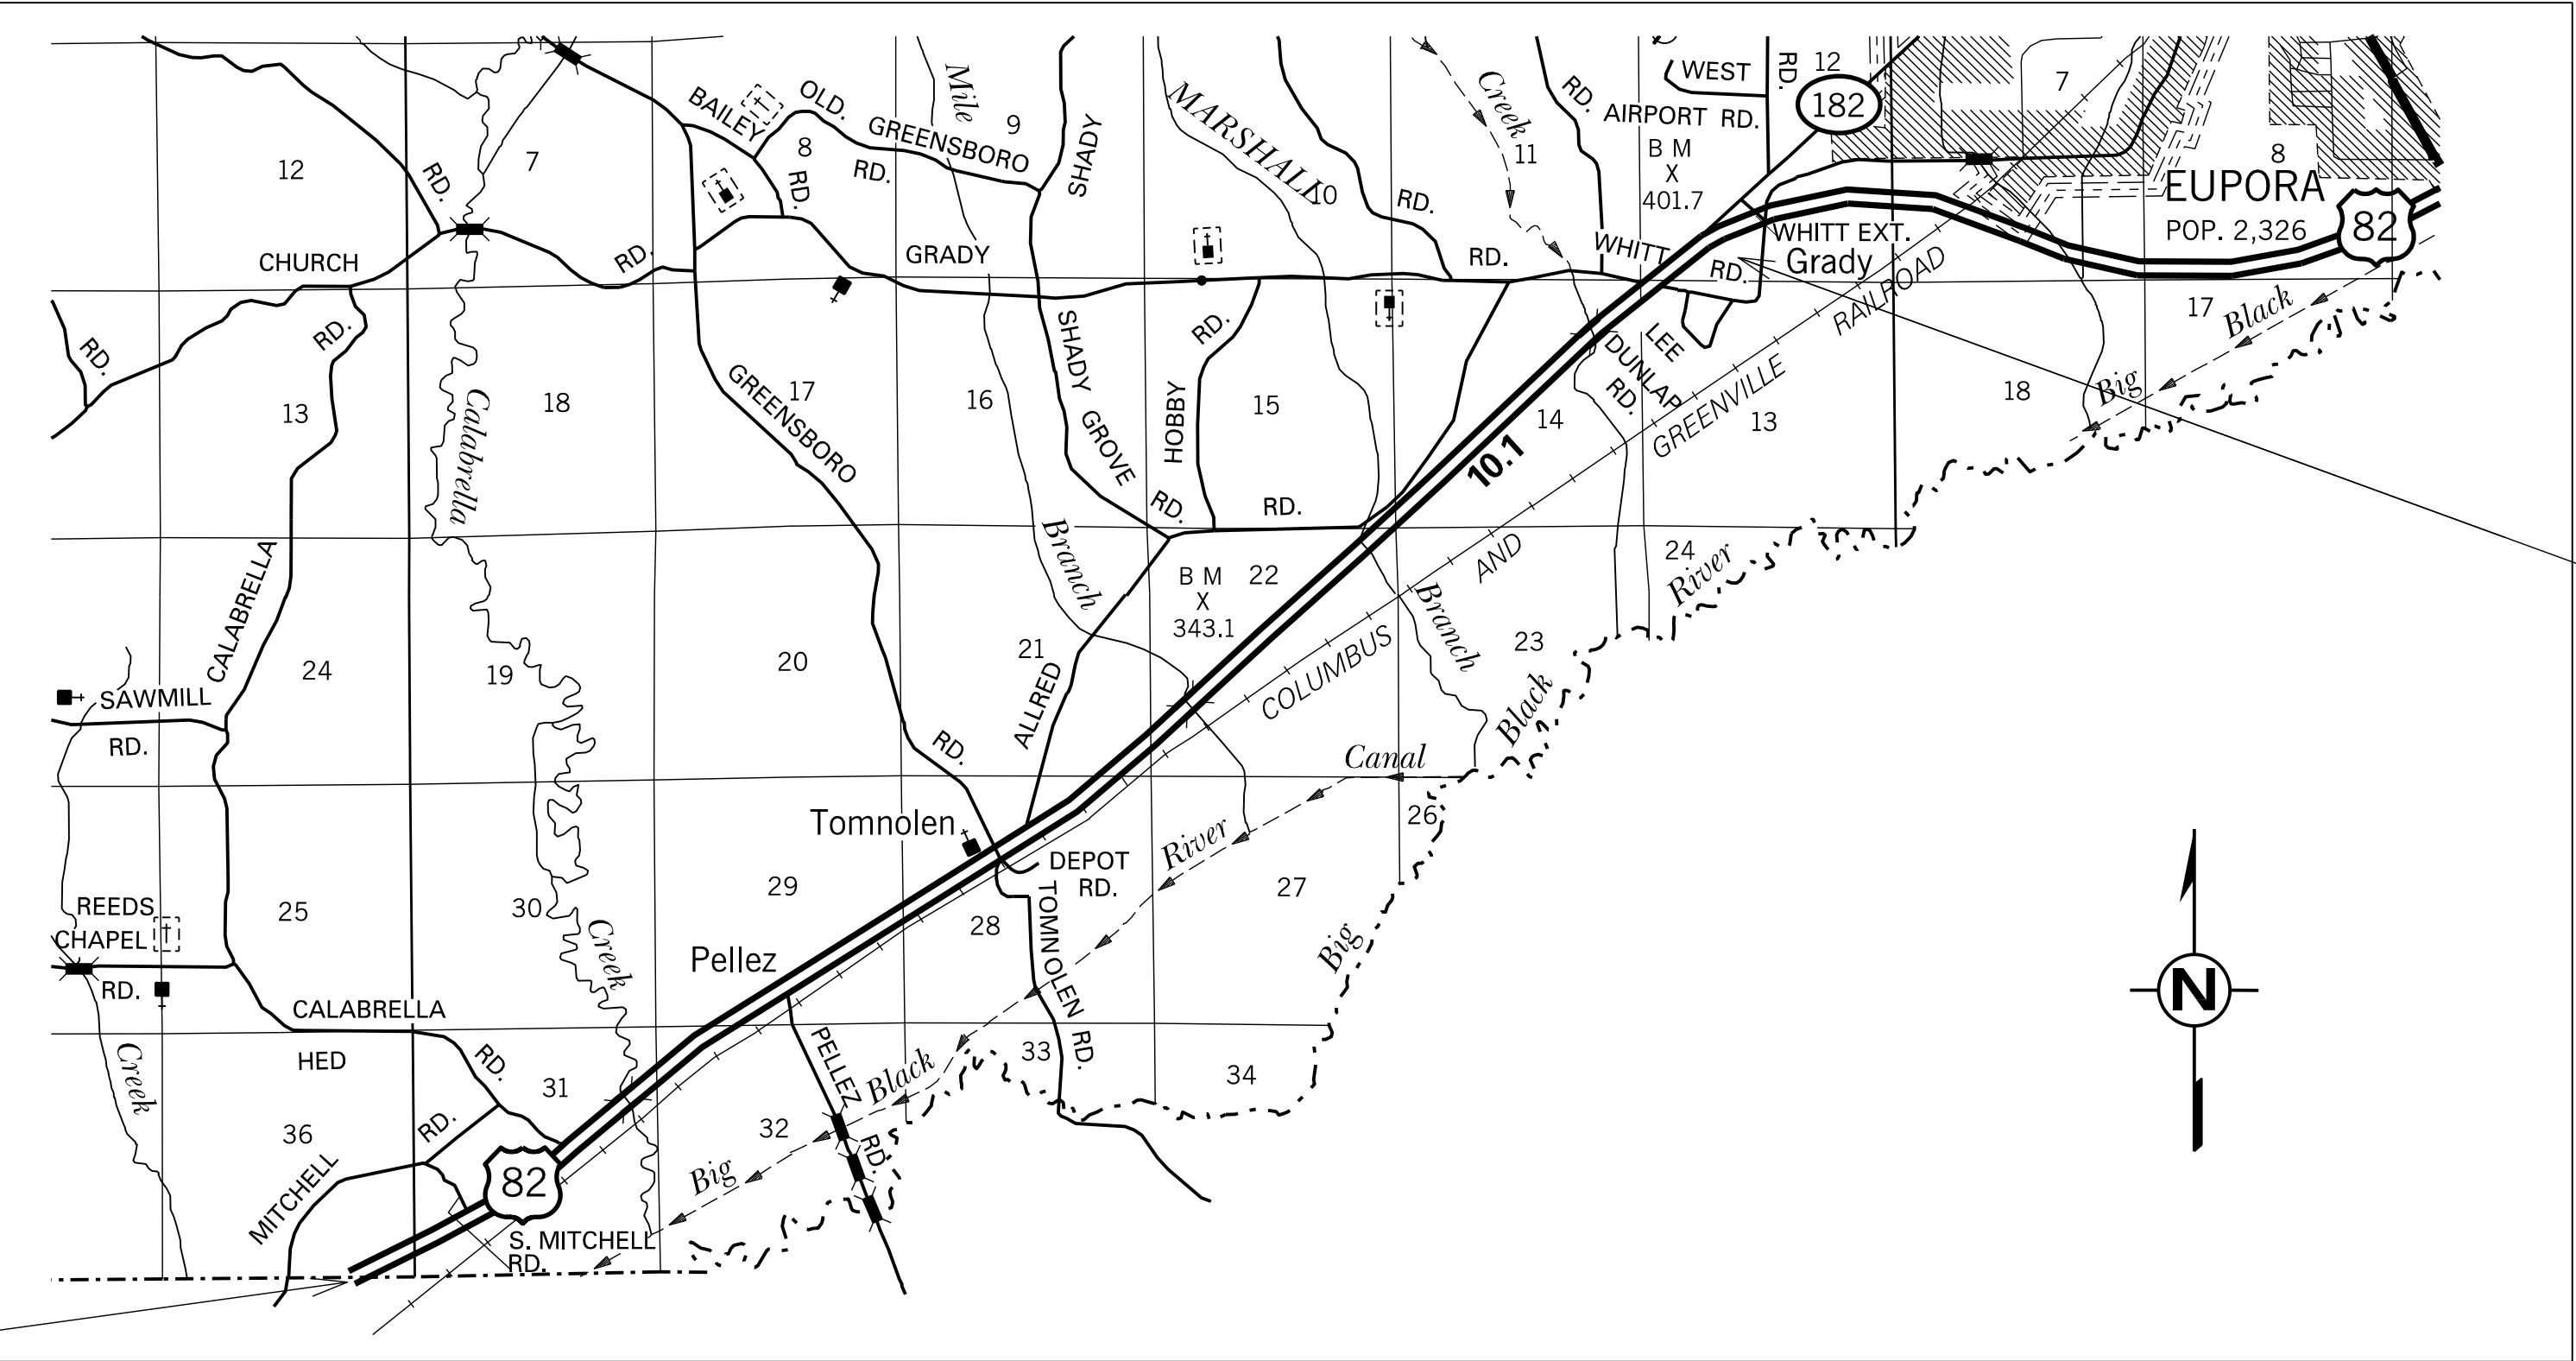 12
7
BAILEY
RD.
8
OLD.
GREENSBORO
RD.
Mile
9
SHADY
MARSHALL
10
RD.
Creek
11
RD.
WEST
AIRPORT RD.
RD.
12
182
B M
X
401.7
7
8
EUPORA
POP. 2,326
82
RD.
CHURCH
RD.
GRADY
RD.
WHITT
RD.
WHITT EXT.
Grady
RD.
RD.
13
Calabrella
18
GREENSBORO
17
16
SHADY GROVE
RD.
HOBBY
RD.
15
RD.
10.1
14
LEE
DUNLAP
RD.
13
18
17
Big Black
COLUMBUS AND GREENVILLE RAILROAD
CALABRELLA
24
19
20
RD.
21
ALLRED
Branch
B M
X
343.1
22
Branch
23
24
River
Black
SAWMILL
RD.
Canal
26
River
27
Big
Tomnolen
DEPOT
RD.
TOMNOLEN RD.
28
29
30
25
REEDS
CHAPEL
RD.
Pellez
Creek
CALABRELLA
HED
RD.
31
Creek
36
RD.
MITCHELL
82
S. MITCHELL
RD.
32
PELLEZ
RD.
Big Black
33
34
N